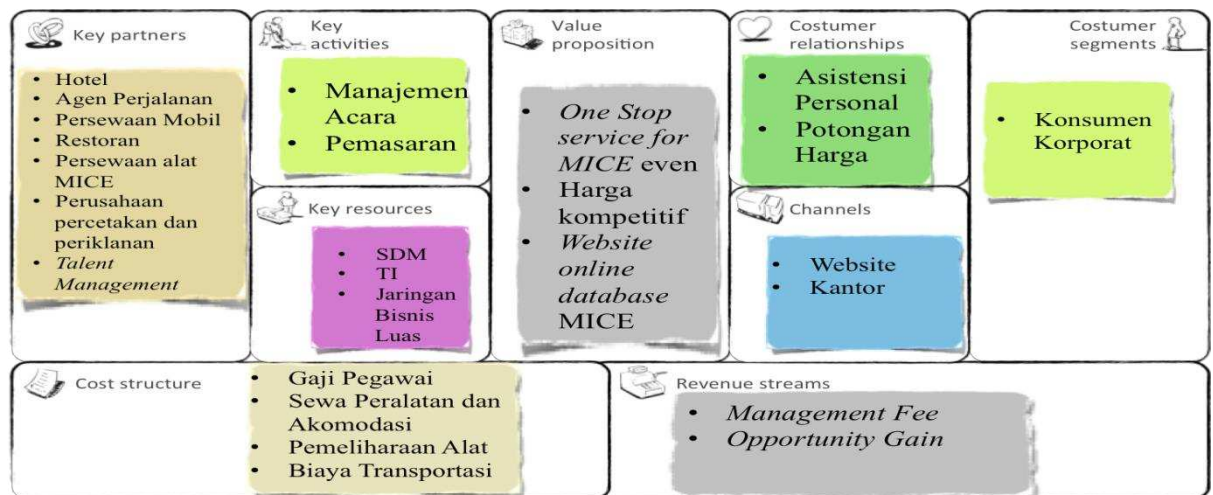 Key partners
• Hotel
• Agen Perjalanan
• Persewaan Mobil
• Restoran
• Persewaan alat
MICE
• Perusahaan
percetakan dan
periklanan
• Talent
Management
Key
activities
• Manajemen
Acara
• Pemasaran
Key resources
• SDM
• TI
• Jaringan
Bisnis
Luas
Value
proposition
• One Stop
service for
MICE even
• Harga
kompetitif
• Website
online
database
MICE
Costumer
relationships
• Asistensi
Personal
• Potongan
Harga
Channels
• Website
• Kantor
Costumer
segments
• Konsumen
Korporat
Cost structure
• Gaji Pegawai
• Sewa Peralatan dan
Akomodasi
• Pemeliharaan Alat
• Biaya Transportasi
Revenue streams
• Management Fee
• Opportunity Gain